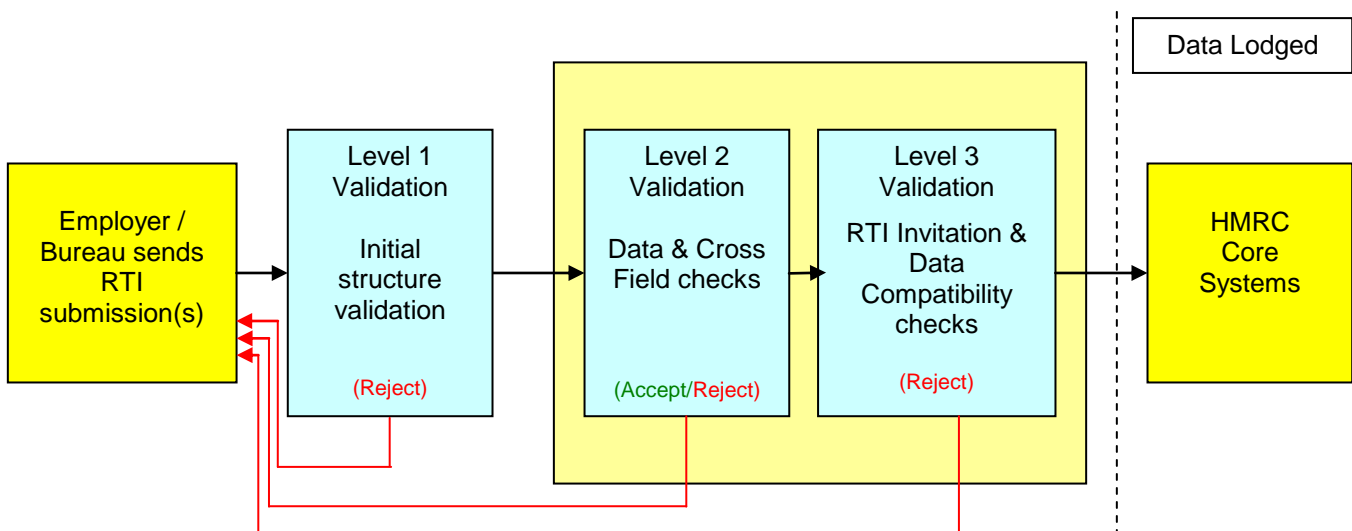 Data Lodged
Employer /
Bureau sends
RTI
submission(s)
Level 1
Validation
Initial
structure
validation
(Reject)
Level 2
Validation
Data & Cross
Field checks
(Accept/Reject)
Level 3
Validation
RTI Invitation &
Data
Compatibility
checks
(Reject)
HMRC
Core
Systems